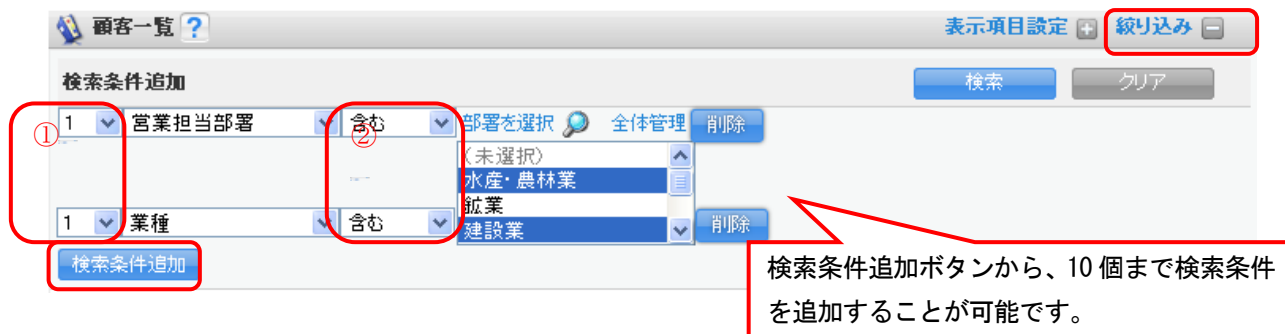 顧客一覧 ? 表示項目設定 絞り込み
検索条件追加 検索 クリア
① 1 営業担当部署 ② 含む 部署を選択 全体管理 削除
(未選択)
水産・農林業
鉱業
1 業種 含む 建設業 削除
検索条件追加
検索条件追加ボタンから、10個まで検索条件
を追加することが可能です。